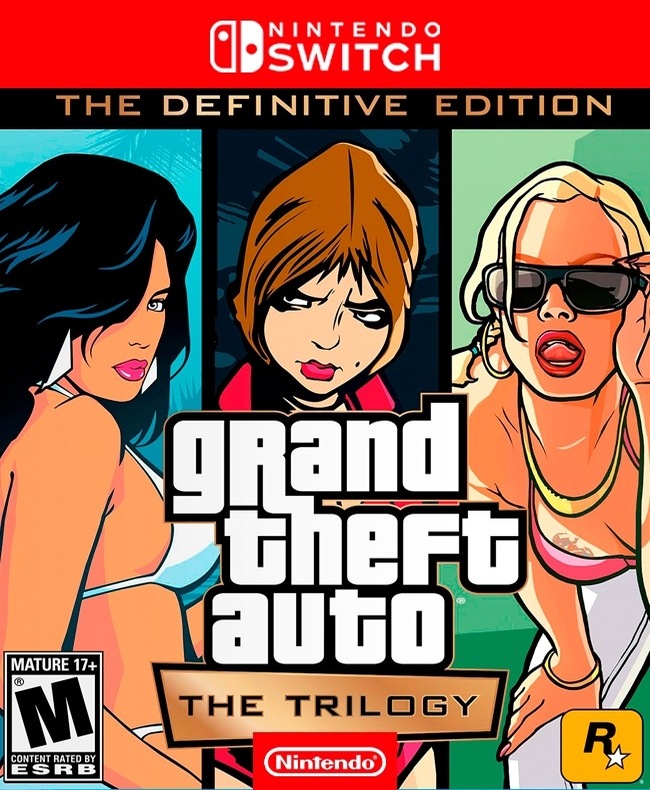 NINTENDO
SWITCH
THE DEFINITIVE EDITION
grand
theft
auto
®
THE TRILOGY
MATURE 17+
®
M
CONTENT RATED BY
ESRB
Nintendo®
R